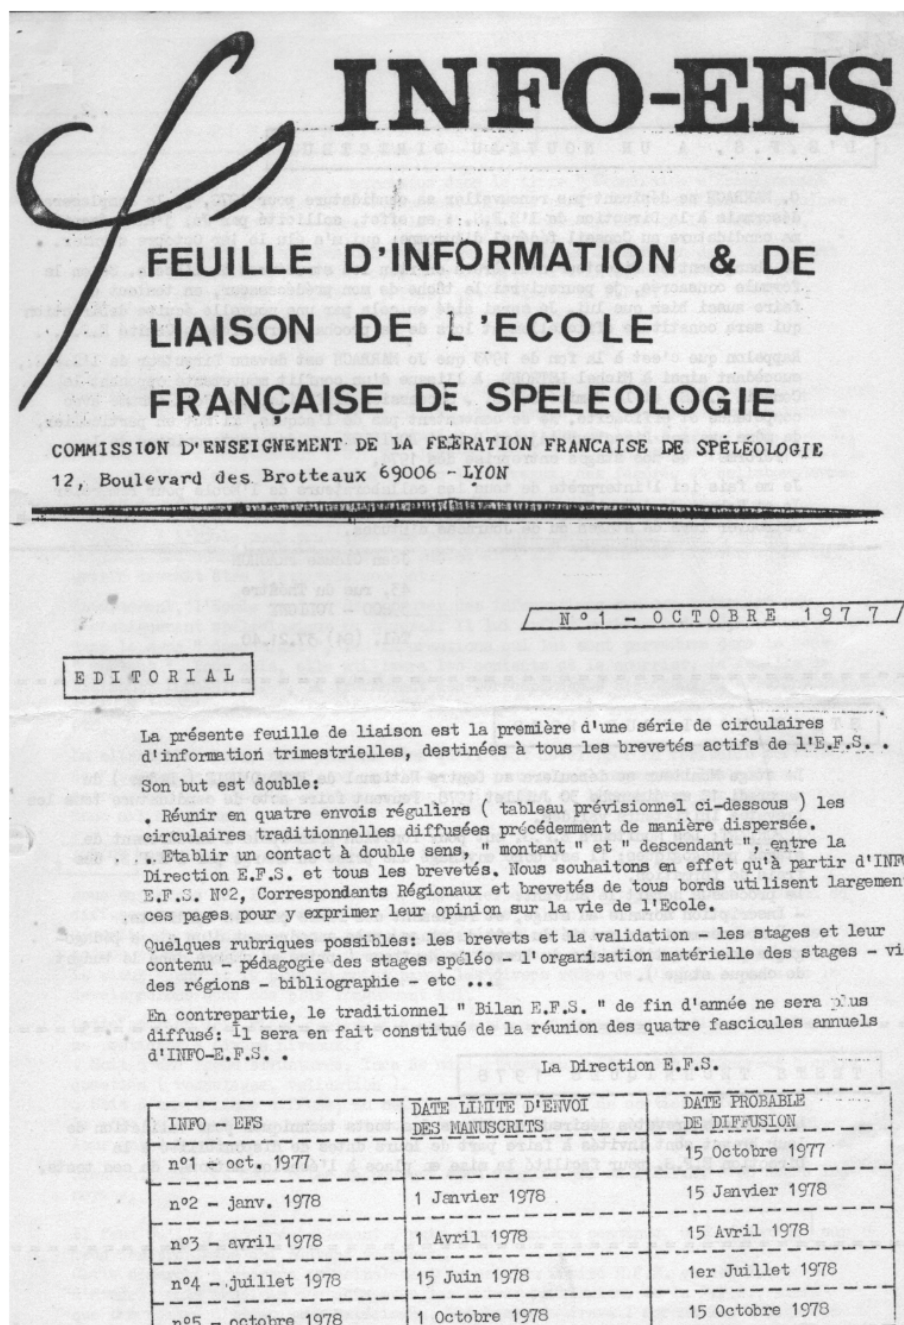 INFO-EFS
FEUILLE D'INFORMATION & DE
LIAISON DE L'ECOLE
FRANÇAISE DE SPELEOLOGIE
COMMISSION D'ENSEIGNEMENT DE LA FEDERATION FRANCAISE DE SPÉLÉOLOGIE
12, Boulevard des Brotteaux 69006 - LYON
N° 1 - OCTOBRE 1977
EDITORIAL
La présente feuille de liaison est la première d'une série de circulaires
d'information trimestrielles, destinées à tous les brevetés actifs de l'E.F.S. .
Son but est double:
. Réunir en quatre envois réguliers ( tableau prévisionnel ci-dessous ) les
circulaires traditionnelles diffusées précédemment de manière dispersée.
. Etablir un contact à double sens, " montant " et " descendant ", entre la
Direction E.F.S. et tous les brevetés. Nous souhaitons en effet qu'à partir d'INFO
E.F.S. N°2, Correspondants Régionaux et brevetés de tous bords utilisent largemen
ces pages pour y exprimer leur opinion sur la vie de l'Ecole.
Quelques rubriques possibles: les brevets et la validation - les stages et leur
contenu - pédagogie des stages spéléo - l'organisation matérielle des stages - vi
des régions - bibliographie - etc ...
En contrepartie, le traditionnel " Bilan E.F.S. " de fin d'année ne sera plus
diffusé: Il sera en fait constitué de la réunion des quatre fascicules annuels
d'INFO-E.F.S. .
La Direction E.F.S.
INFO - EFS DATE LIMITE D'ENVOI DES MANUSCRITS DATE PROBABLE DE DIFFUSION
n°1 - oct. 1977 15 Octobre 1977
n°2 - janv. 1978 1 Janvier 1978 15 Janvier 1978
n°3 - avril 1978 1 Avril 1978 15 Avril 1978
n°4 - juillet 1978 15 Juin 1978 1er Juillet 1978
n°5 - octobre 1978 1 Octobre 1978 15 Octobre 1978